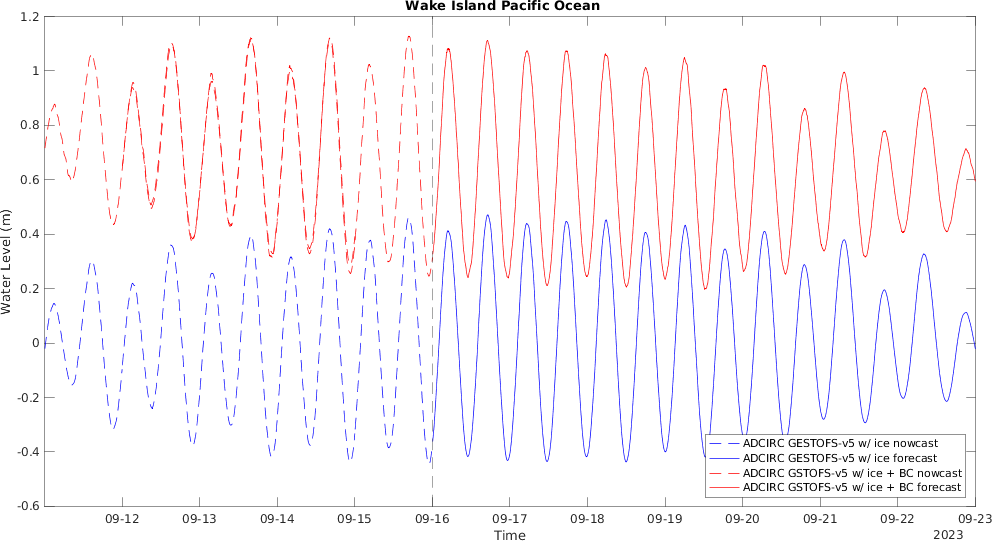 Wake Island Pacific Ocean
Water Level (m)
1.2
1
0.8
0.6
0.4
0.2
0
-0.2
-0.4
-0.6
ADCIRC GESTOFS-v5 w/ ice nowcast
ADCIRC GESTOFS-v5 w/ ice forecast
ADCIRC GSTOFS-v5 w/ ice + BC nowcast
ADCIRC GSTOFS-v5 w/ ice + BC forecast
09-12 09-13 09-14 09-15 09-16 09-17 09-18 09-19 09-20 09-21 09-22 09-23
Time
2023